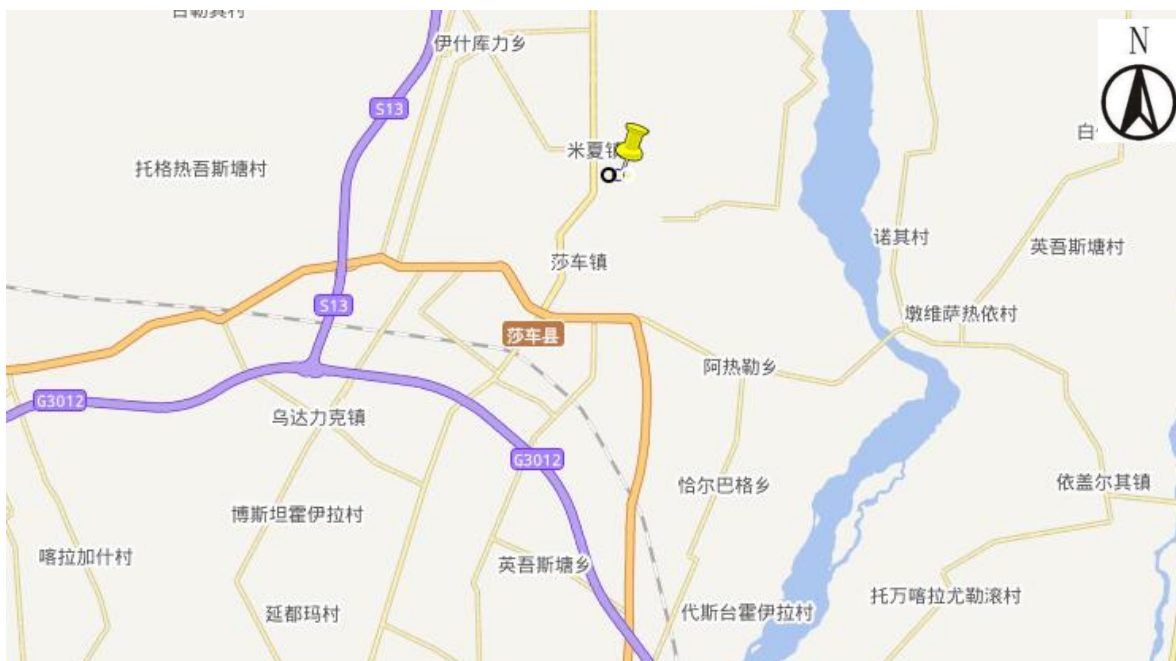 伊什库力乡
N
S13
米夏镇
托格热吾斯塘村
诺其村
英吾斯塘村
莎车镇
S13
墩维萨热依村
莎车县
阿热勒乡
G3012
乌达力克镇
G3012
恰尔巴格乡
依盖尔其镇
博斯坦霍伊拉村
喀拉加什村
英吾斯塘乡
托万喀拉尤勒滚村
延都玛村
代斯台霍伊拉村